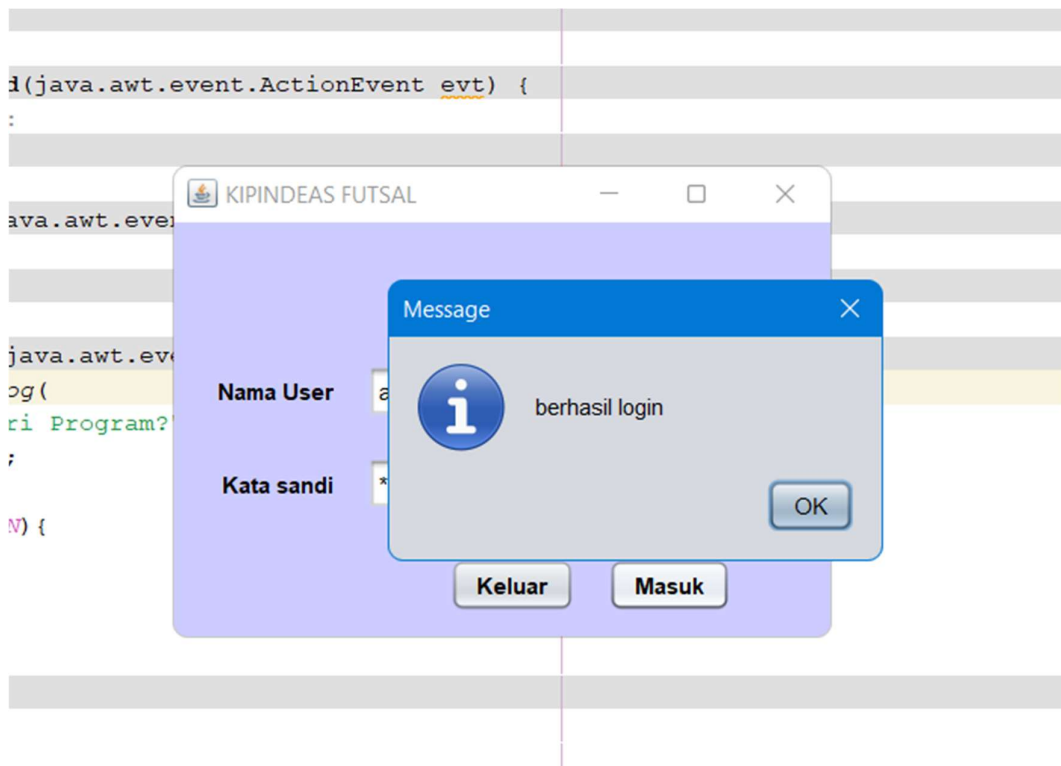 d(java.awt.event.ActionEvent evt) {
:
KIPINDEAS FUTSAL
ava.awt.eve
Message
java.awt.eve
og(
Nama User
a
berhasil login
ri Program?"
;
Kata sandi
*
OK
N) {
Keluar
Masuk